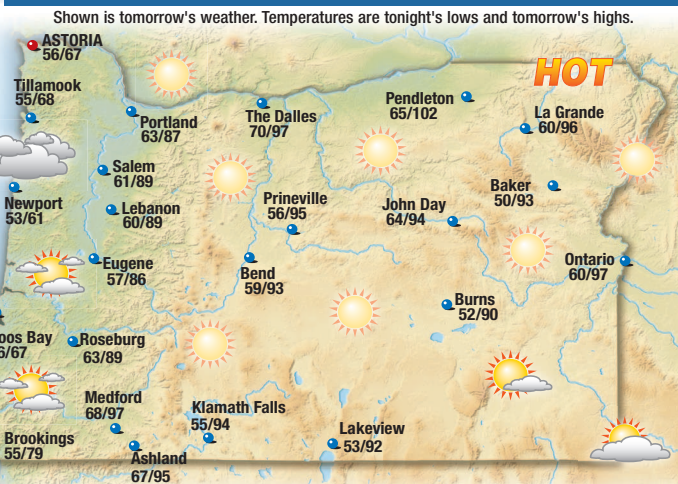 Shown is tomorrow's weather. Temperatures are tonight's lows and tomorrow's highs.
ASTORIA
56/67
HOT
Tillamook
55/68
Portland
63/87
The Dalles
70/97
Pendleton
65/102
La Grande
60/96
Salem
61/89
Newport
53/61
Lebanon
60/89
Prineville
56/95
John Day
64/94
Baker
50/93
Eugene
57/86
Bend
59/93
Ontario
60/97
Burns
52/90
oos Bay
6/67
Roseburg
63/89
Medford
68/97
Klamath Falls
55/94
Brookings
55/79
Ashland
67/95
Lakeview
53/92